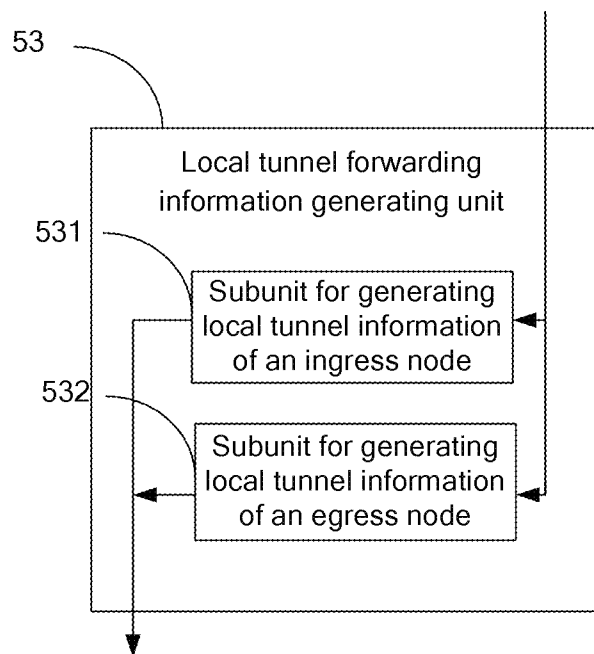 53
Local tunnel forwarding
information generating unit
531
Subunit for generating
local tunnel information
of an ingress node
532
Subunit for generating
local tunnel information
of an egress node